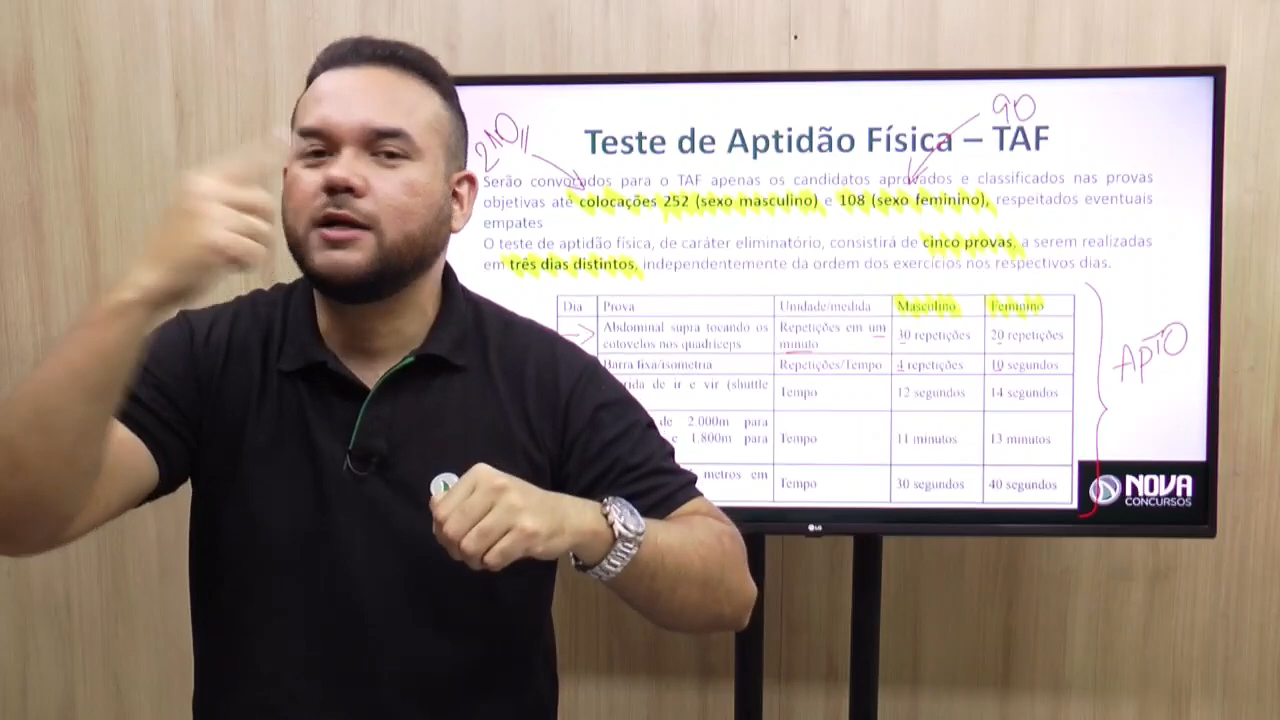 210
90
Teste de Aptidão Física – TAF
Serão convocados para o TAF apenas os candidatos aprovados e classificados nas provas
objetivas até colocações 252 (sexo masculino) e 108 (sexo feminino), respeitados eventuais
empates
O teste de aptidão física, de caráter eliminatório, consistirá de cinco provas, a serem realizadas
em três dias distintos, independentemente da ordem dos exercícios nos respectivos dias.
Dia Prova Unidade/medida Masculino Feminino
Abdominal supra tocando os cotovelos nos quadríceps Repetições em um minuto 30 repetições 20 repetições
Barra fixa/isometria Repetições/Tempo 4 repetições 10 segundos
de ir e vir (shuttle Tempo 12 segundos 14 segundos
de 2.000m para
e 1.800m para Tempo 11 minutos 13 minutos
metros em Tempo 30 segundos 40 segundos
APTO
NOVA
CONCURSOS
LG